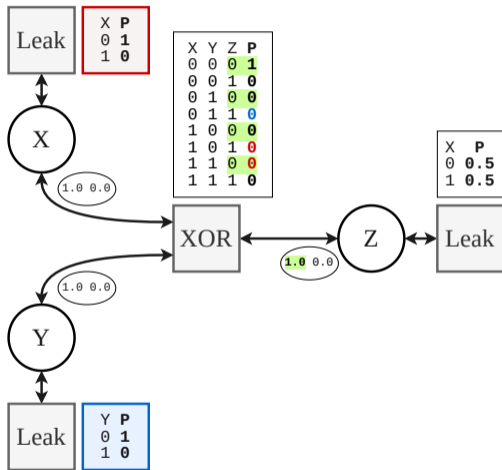 Leak
X P
0 1
1 0
X Y Z P
0 0 0 1
0 0 1 0
0 1 0 0
0 1 1 0
1 0 0 0
1 0 1 0
1 1 0 0
1 1 1 0
X
X P
0 0.5
1 0.5
1.0 0.0
XOR
Z
Leak
1.0 0.0
1.0 0.0
Y
Leak
Y P
0 1
1 0